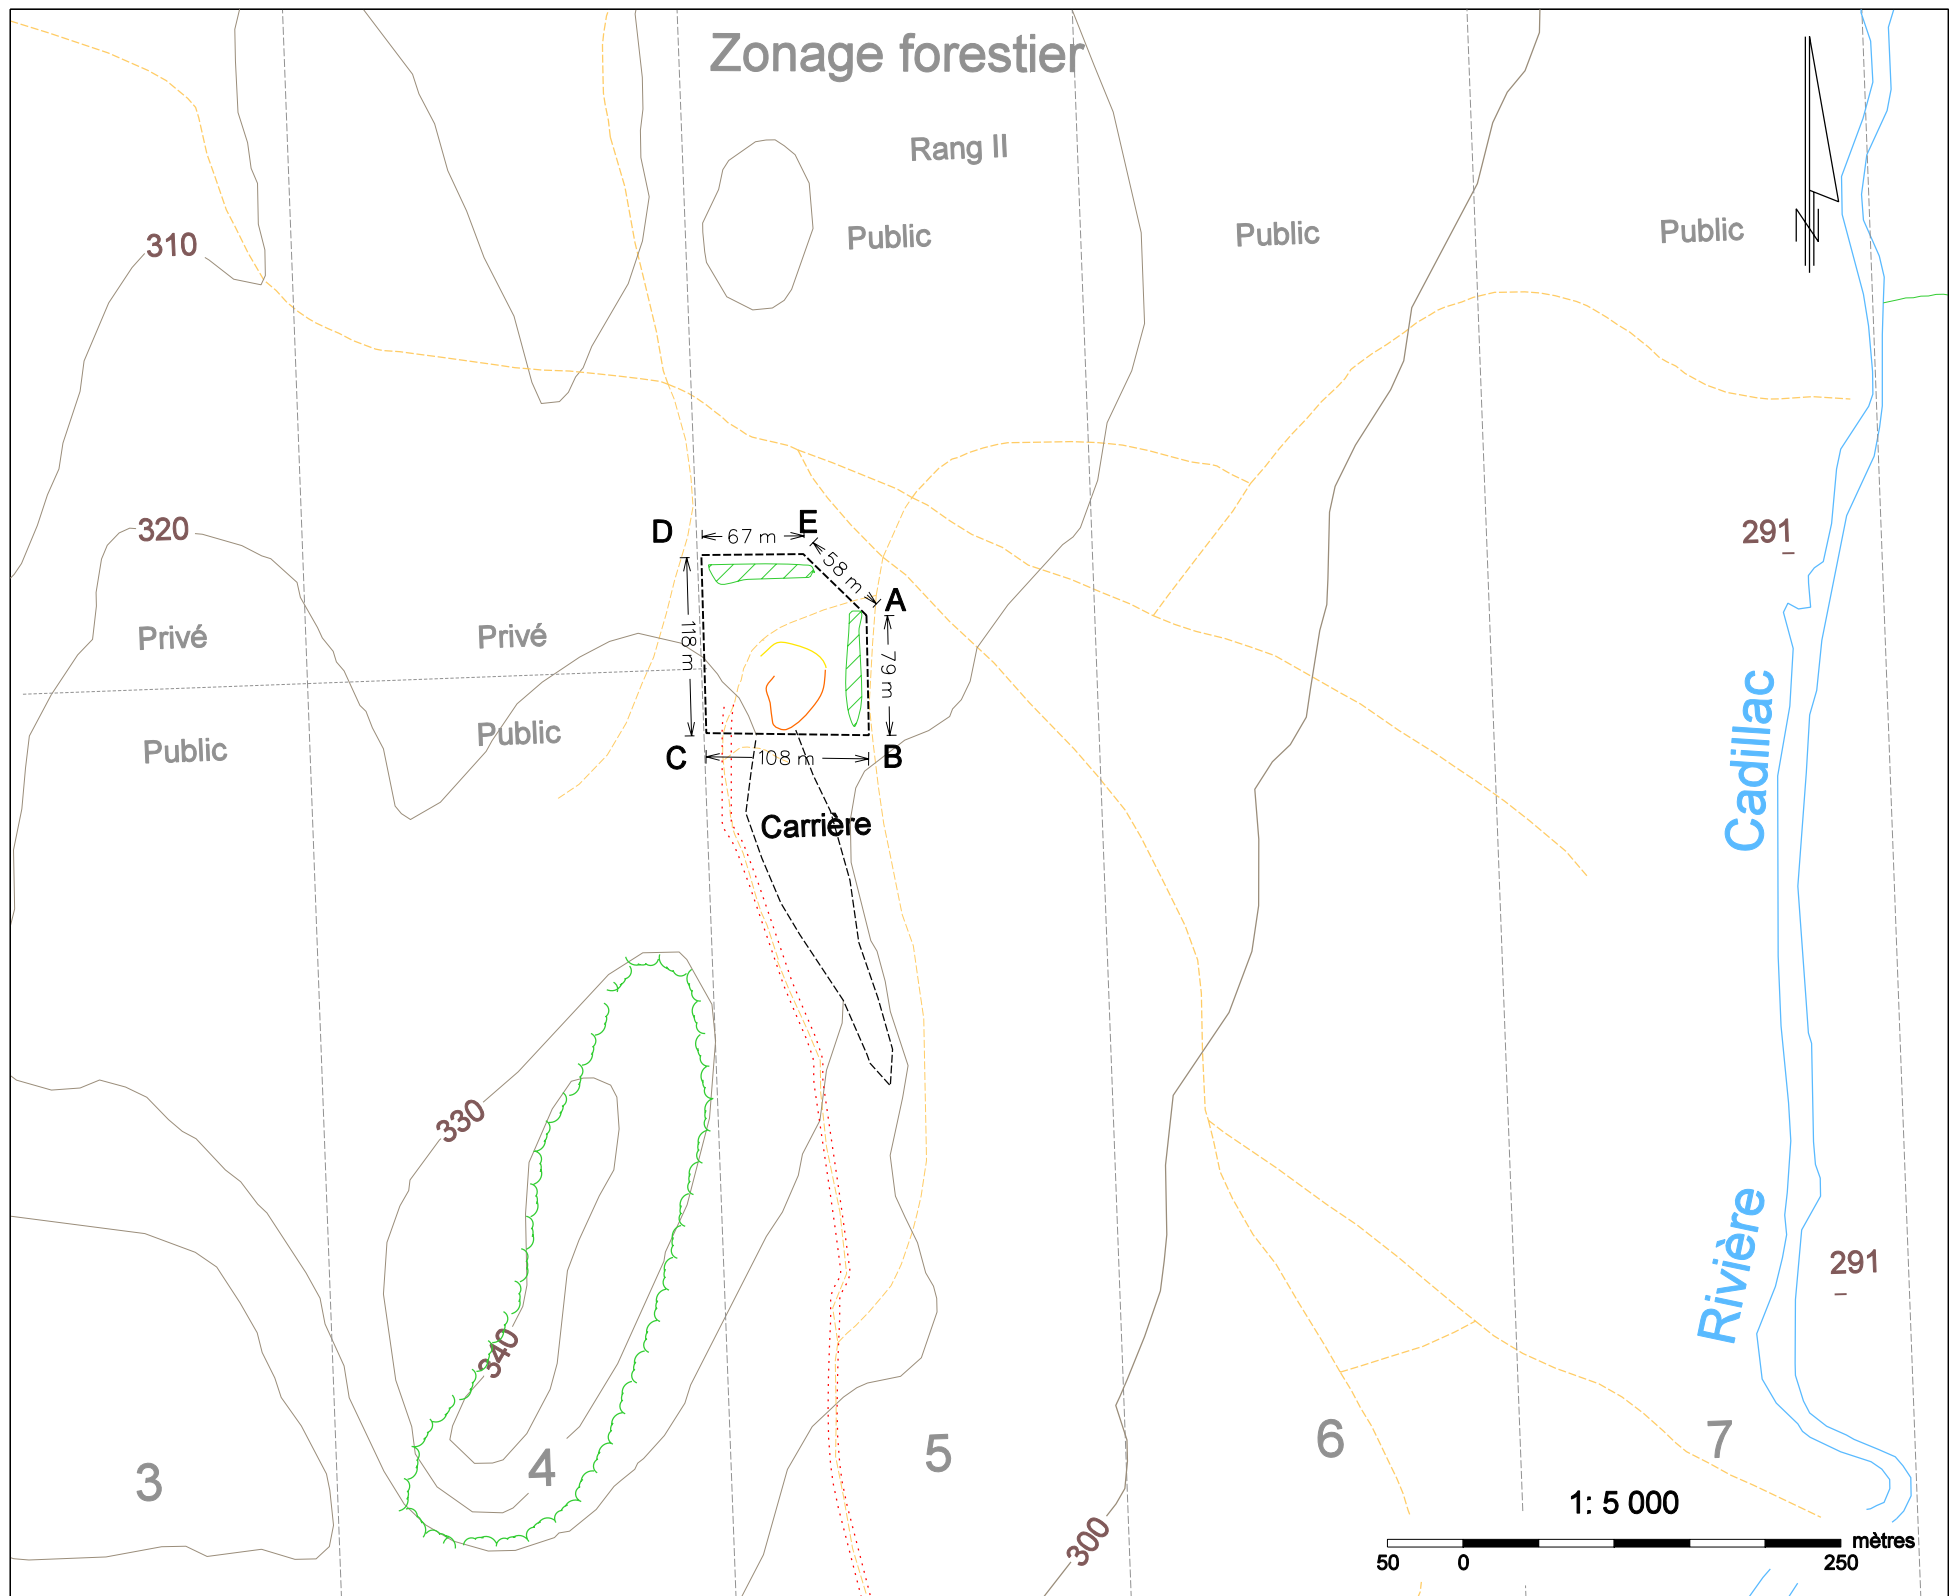 Zonage forestier
Rang II
Public
Public
Public
310
320
291
D
67 m
E
58 m
A
118 m
79 m
Privé
Privé
Public
Public
C
108 m
B
Carrière
Cadillac
Rivière
330
291
340
3
4
5
6
7
300
1: 5 000
mètres
50
0
250
N